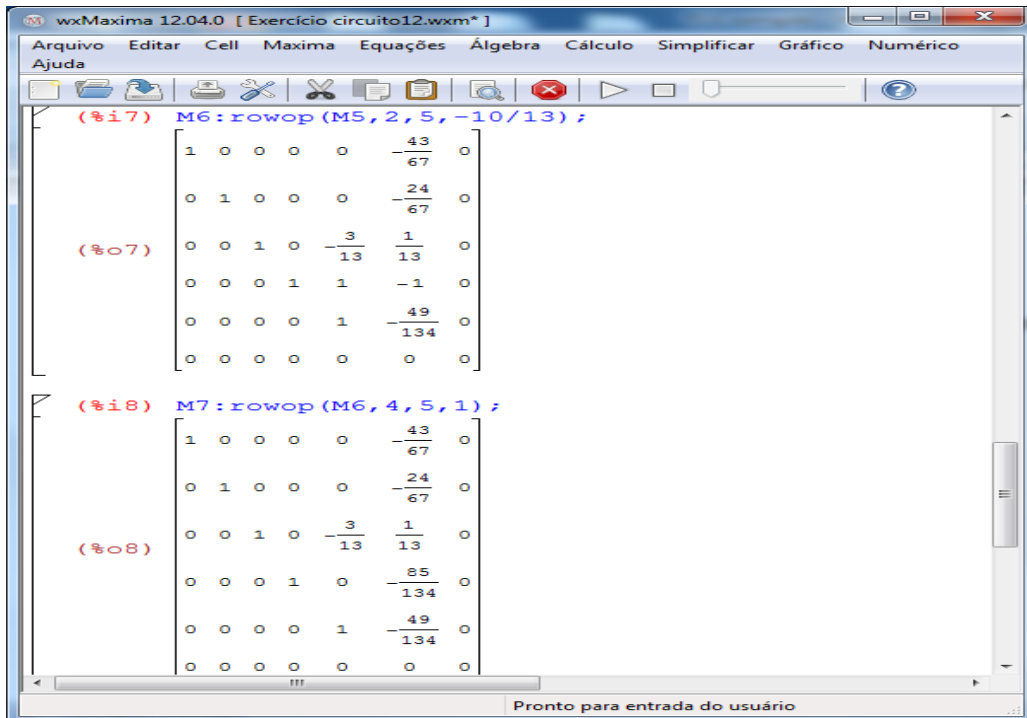 wxMaxima 12.04.0 [ Exercício circuito12.wxm* ]
Arquivo Editar Cell Maxima Equações Álgebra Cálculo Simplificar Gráfico Numérico
Ajuda
(%i7) M6:rowop(M5,2,5,-10/13);
(%o7)
1 0 0 0 0 -43/67 0
0 1 0 0 0 -24/67 0
0 0 1 0 -3/13 1/13 0
0 0 0 1 1 -1 0
0 0 0 0 1 -49/134 0
0 0 0 0 0 0 0
(%i8) M7:rowop(M6,4,5,1);
(%o8)
1 0 0 0 0 -43/67 0
0 1 0 0 0 -24/67 0
0 0 1 0 -3/13 1/13 0
0 0 0 1 0 -85/134 0
0 0 0 0 1 -49/134 0
0 0 0 0 0 0 0
Pronto para entrada do usuário